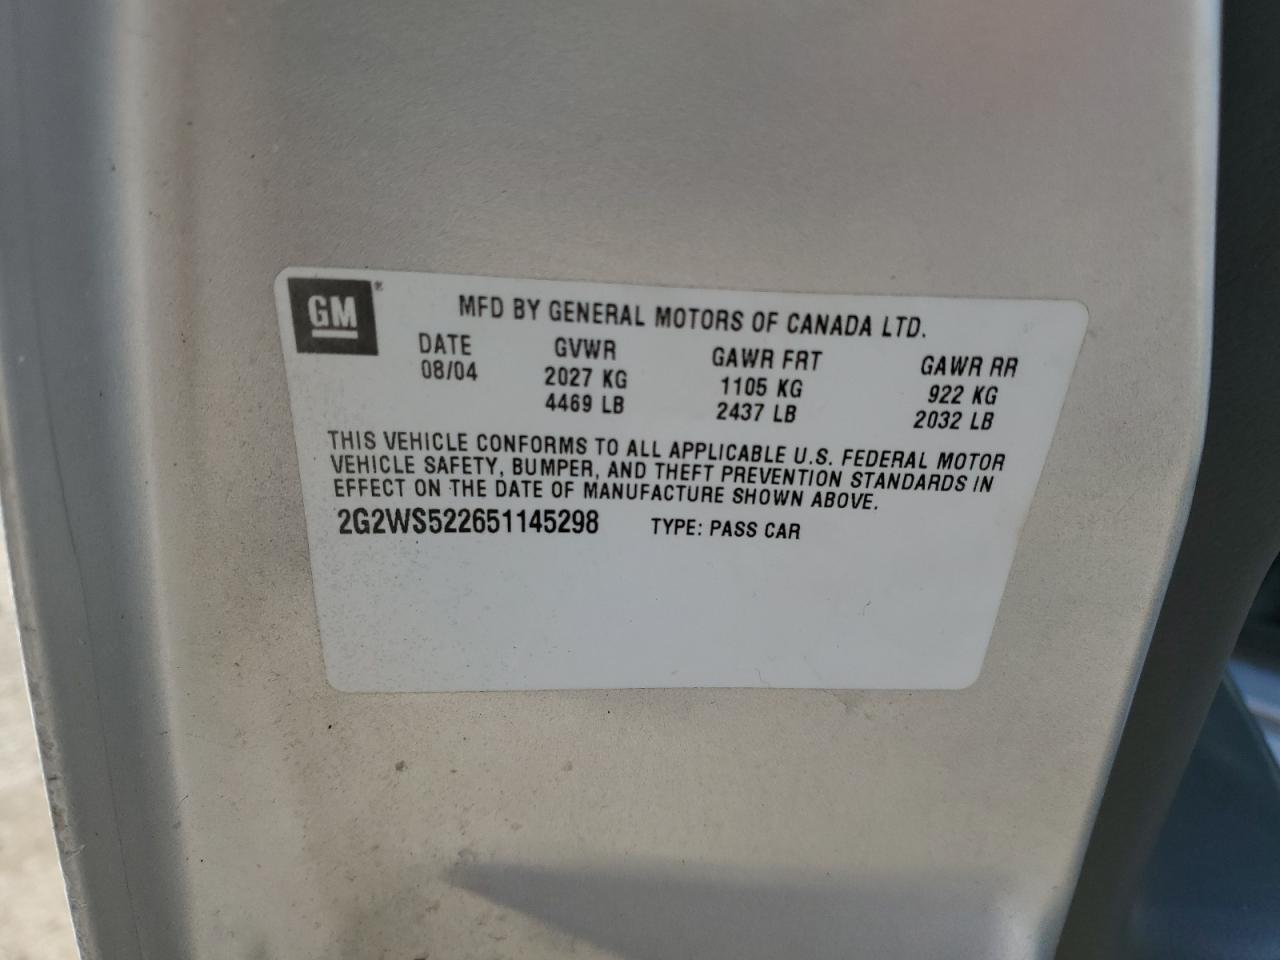 GM®
MFD BY GENERAL MOTORS OF CANADA LTD.
DATE GVWR GAWR FRT GAWR RR
08/04 2027 KG 1105 KG 922 KG
4469 LB 2437 LB 2032 LB
THIS VEHICLE CONFORMS TO ALL APPLICABLE U.S. FEDERAL MOTOR
VEHICLE SAFETY, BUMPER, AND THEFT PREVENTION STANDARDS IN
EFFECT ON THE DATE OF MANUFACTURE SHOWN ABOVE.
2G2WS522651145298 TYPE: PASS CAR